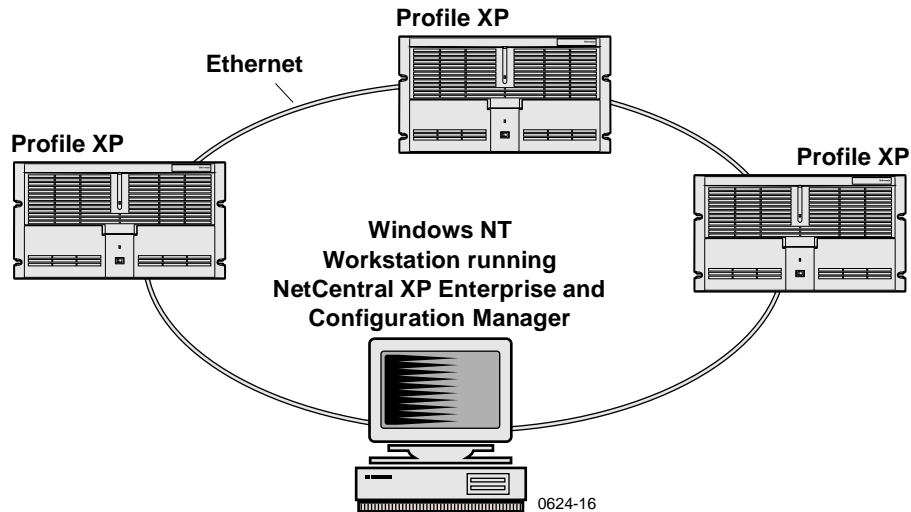 Profile XP
Ethernet
Profile XP
Profile XP
Windows NT
Workstation running
NetCentral XP Enterprise and
Configuration Manager
0624-16